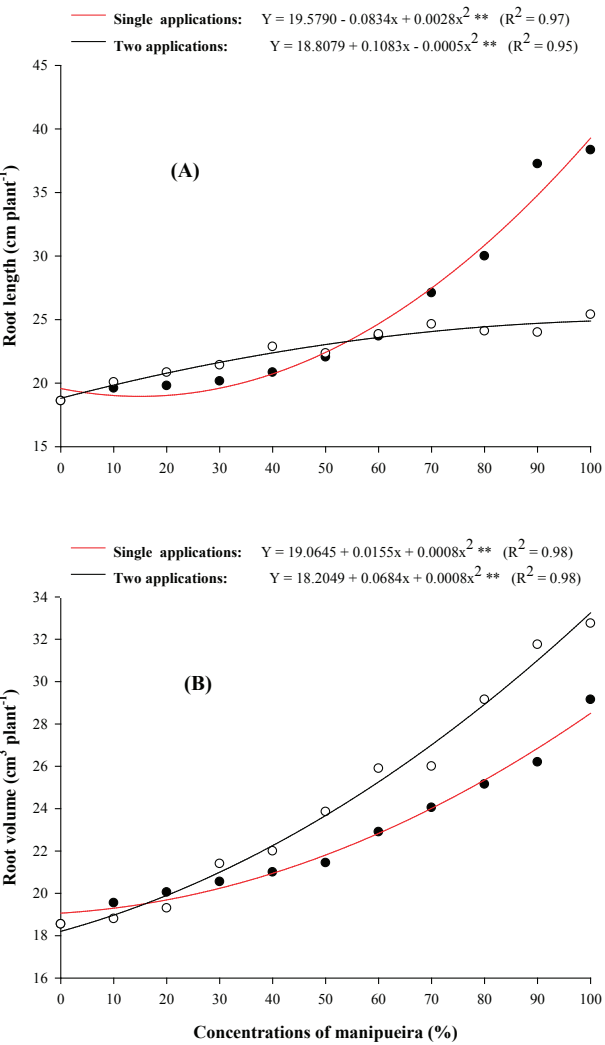 Single applications: Y = 19.5790 - 0.0834x + 0.0028x² ** (R² = 0.97)
Two applications: Y = 18.8079 + 0.1083x - 0.0005x² ** (R² = 0.95)
45
40
(A)
35
30
25
20
15
Root length (cm plant⁻¹)
0 10 20 30 40 50 60 70 80 90 100
Single applications: Y = 19.0645 + 0.0155x + 0.0008x² ** (R² = 0.98)
Two applications: Y = 18.2049 + 0.0684x + 0.0008x² ** (R² = 0.98)
34
32
30
(B)
28
26
24
22
20
18
16
Root volume (cm³ plant⁻¹)
0 10 20 30 40 50 60 70 80 90 100
Concentrations of manipueira (%)